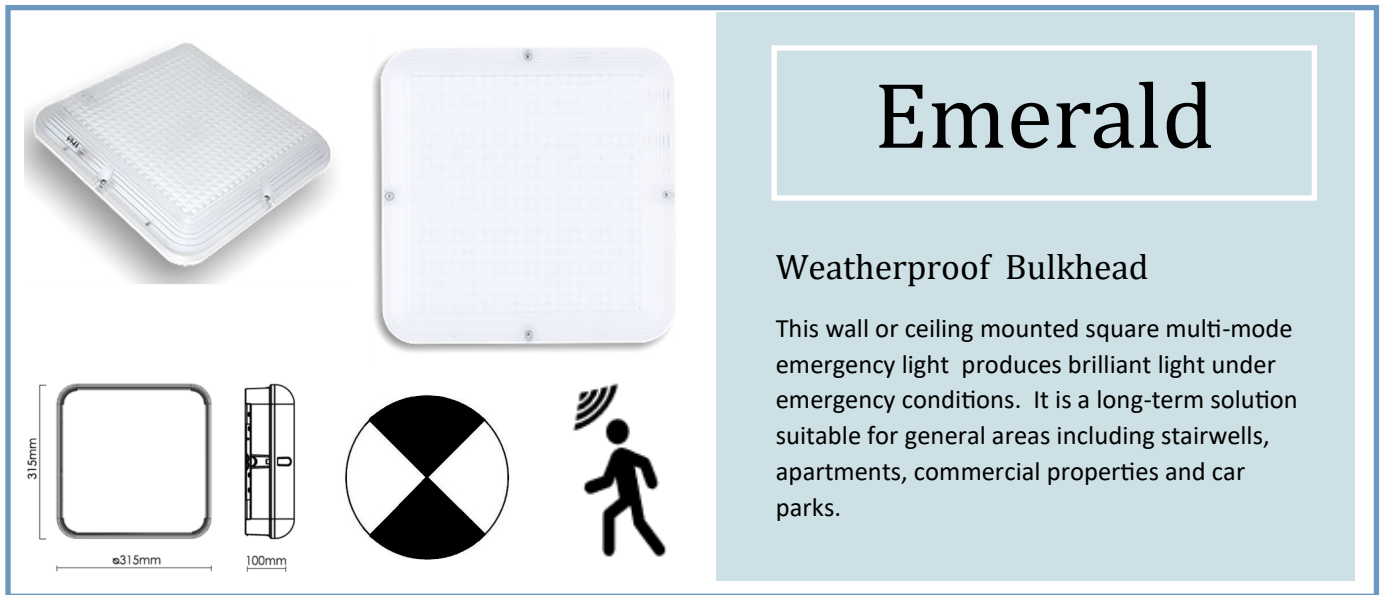 Emerald
Weatherproof Bulkhead
This wall or ceiling mounted square multi-mode
emergency light produces brilliant light under
emergency conditions. It is a long-term solution
suitable for general areas including stairwells,
apartments, commercial properties and car
parks.
315mm
⌀315mm
100mm